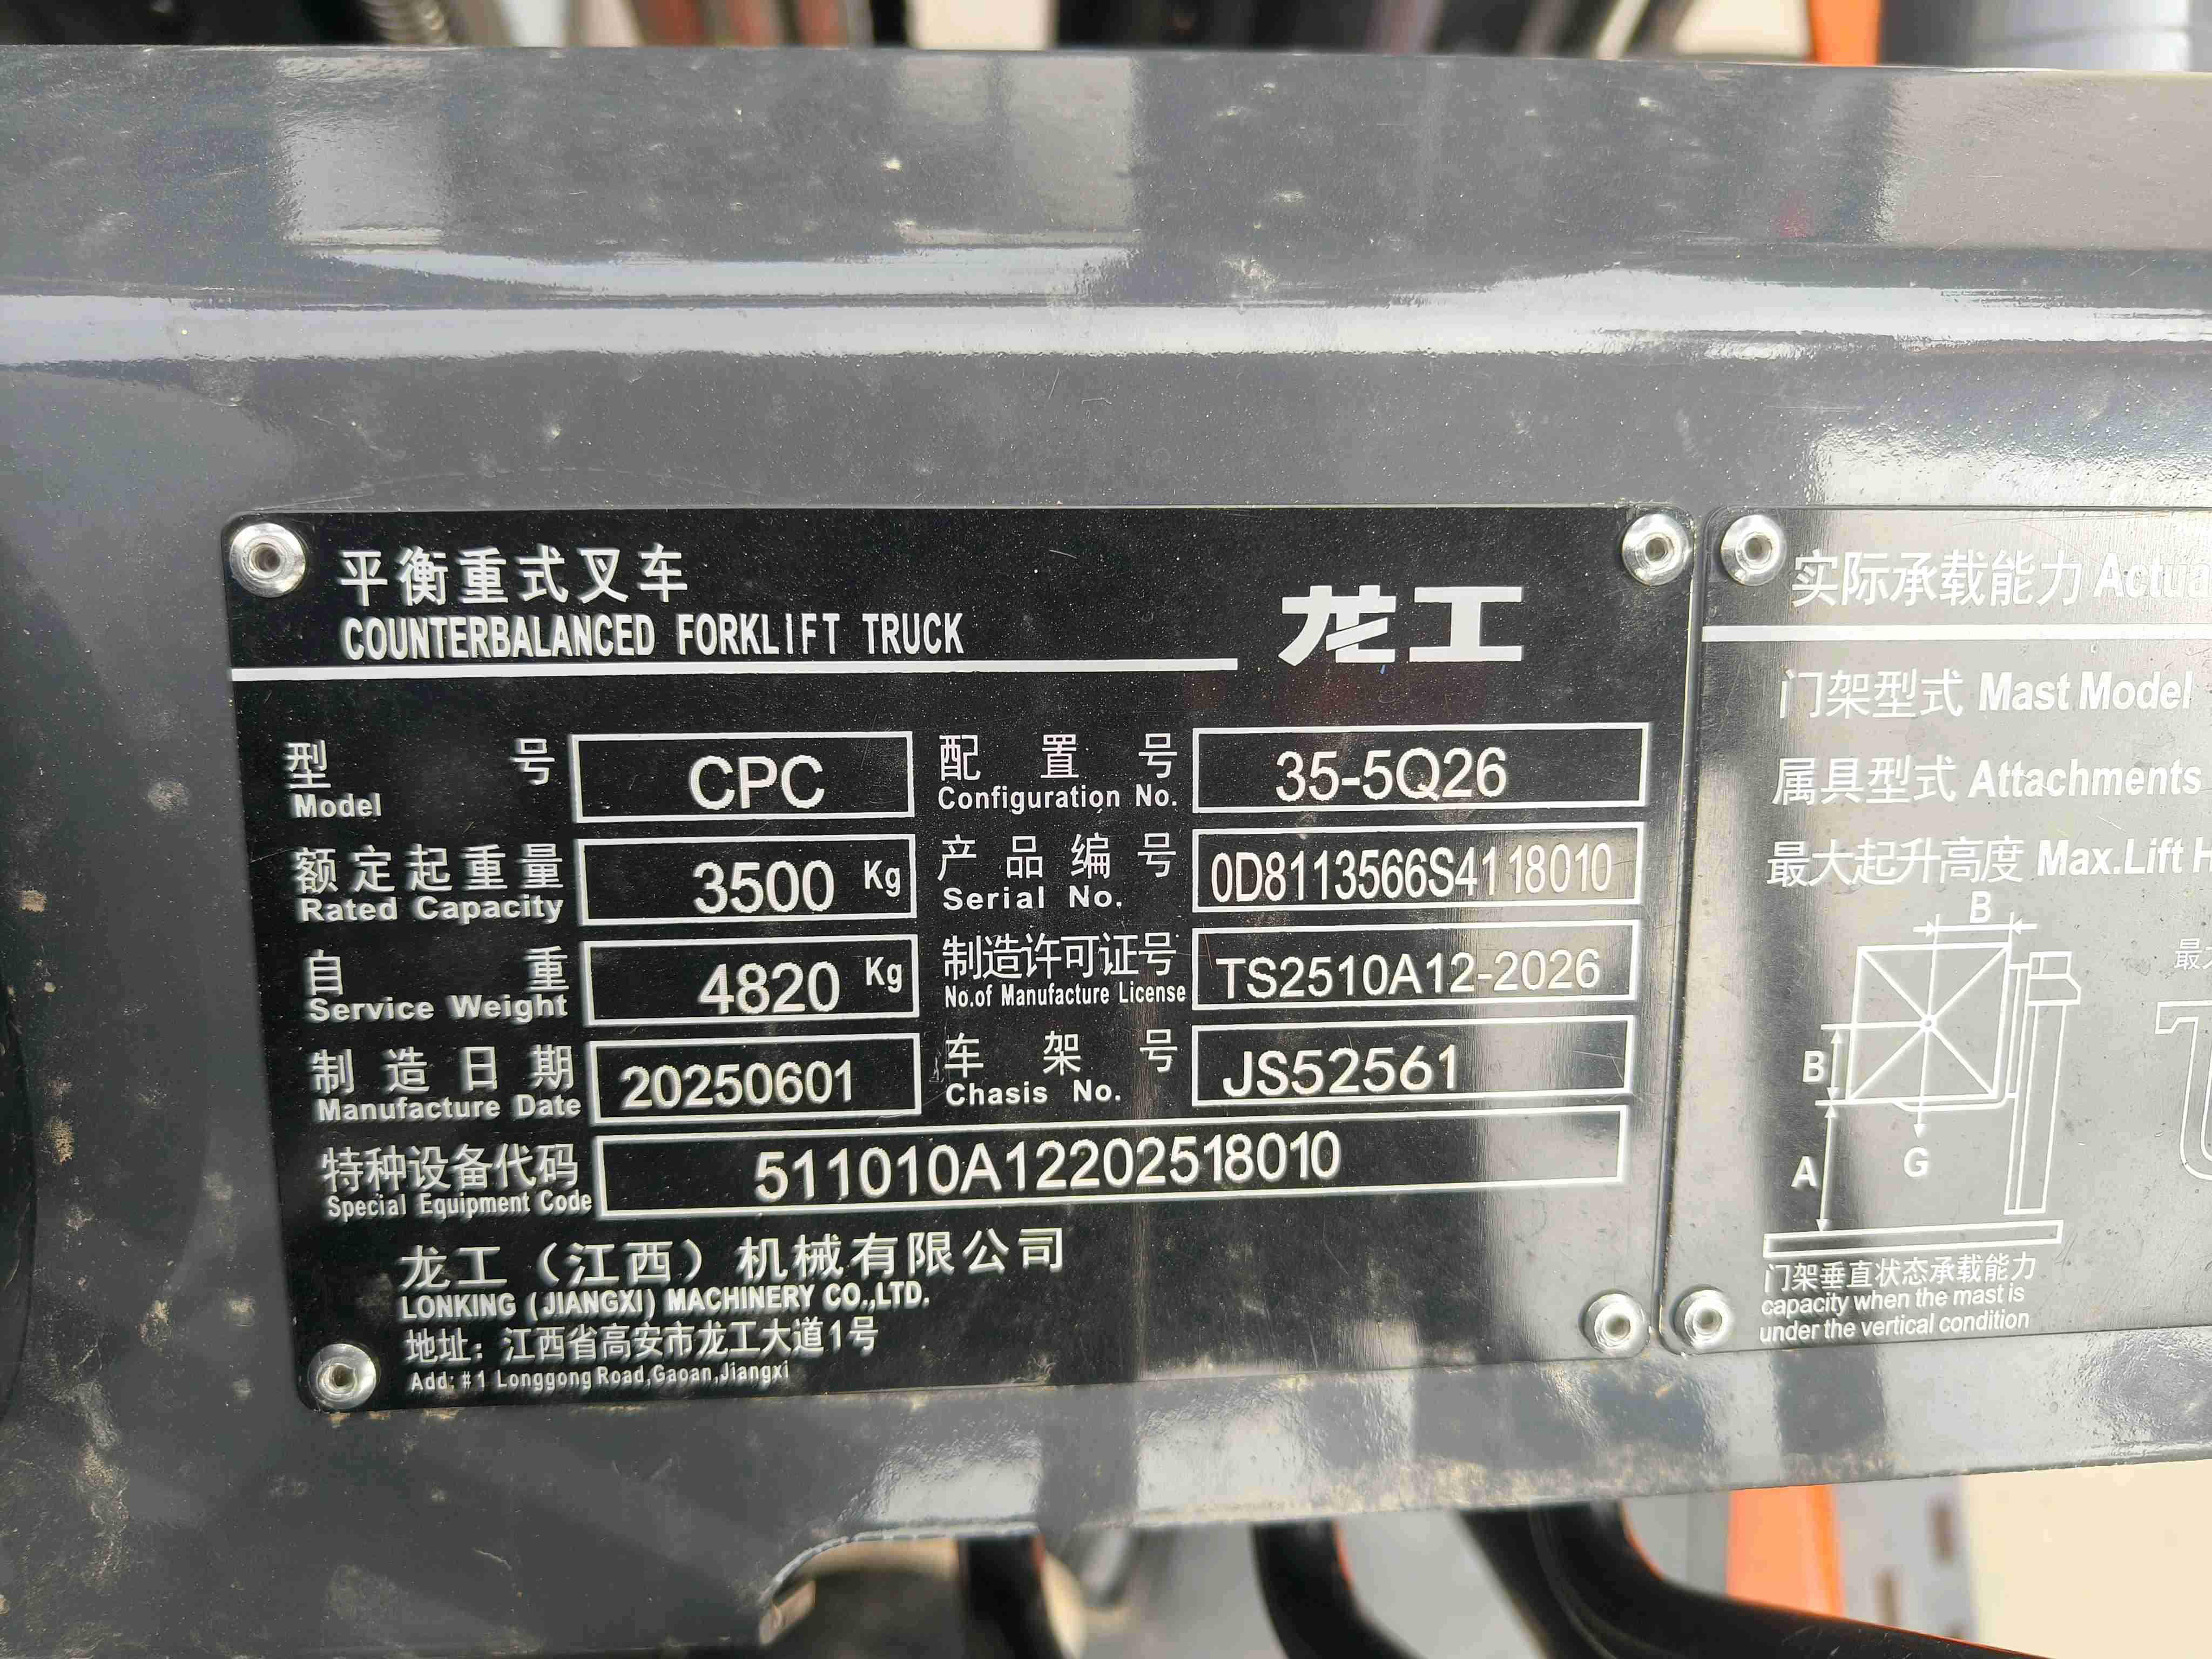 平衡重式叉车
COUNTERBALANCED FORKLIFT TRUCK
龙工
型号 CPC 配置号 35-5Q26
Model Configuration No.
额定起重量 3500 Kg 产品编号 0D8113566S4118010
Rated Capacity Serial No.
自重 4820 Kg 制造许可证号 TS2510A12-2026
Service Weight No.of Manufacture License
制造日期 20250601 车架号 JS52561
Manufacture Date Chasis No.
特种设备代码 511010A12202518010
Special Equipment Code
龙工（江西）机械有限公司
LONKING (JIANGXI) MACHINERY CO.,LTD.
地址：江西省高安市龙工大道1号
Add: #1 Longgong Road,Gaoan,Jiangxi
实际承载能力
门架型式 Mast Model
属具型式 Attachments
最大起升高度 Max.Lift
B
B
A
G
门架垂直状态承载能力
capacity when the mast is
under the vertical condition